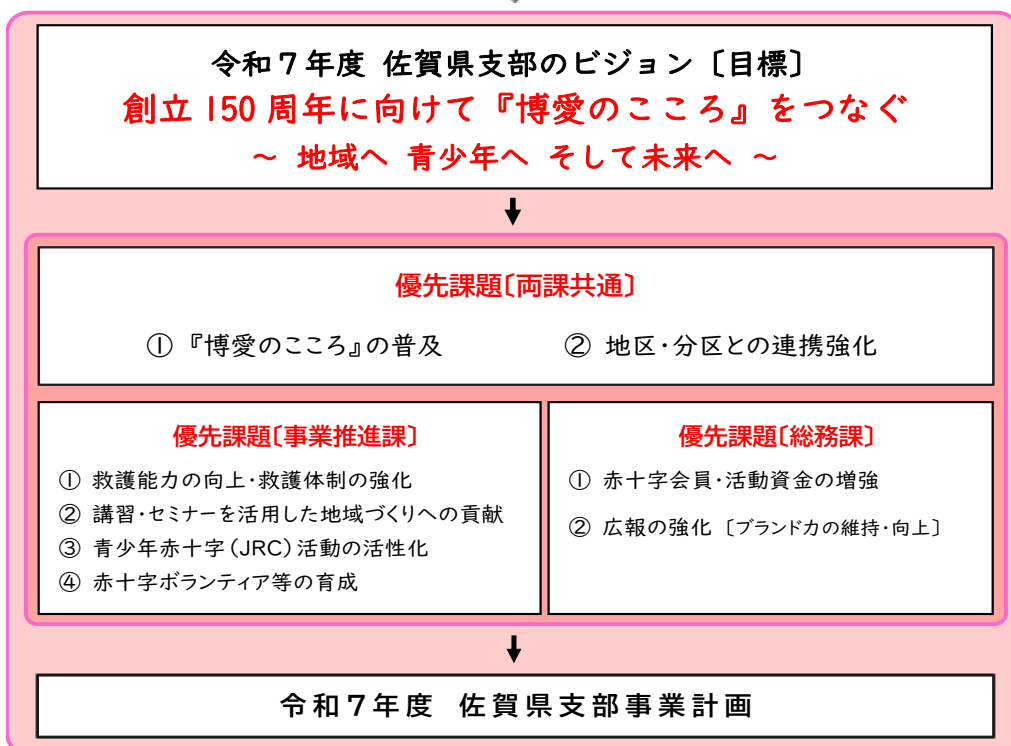 令和７年度 佐賀県支部のビジョン〔目標〕
創立150周年に向けて『博愛のこころ』をつなぐ
～ 地域へ 青少年へ そして未来へ ～
優先課題〔両課共通〕
① 『博愛のこころ』の普及　② 地区・分区との連携強化
優先課題〔事業推進課〕
① 救護能力の向上・救護体制の強化
② 講習・セミナーを活用した地域づくりへの貢献
③ 青少年赤十字（JRC）活動の活性化
④ 赤十字ボランティア等の育成
優先課題〔総務課〕
① 赤十字会員・活動資金の増強
② 広報の強化 〔ブランド力の維持・向上〕
令和７年度 佐賀県支部事業計画